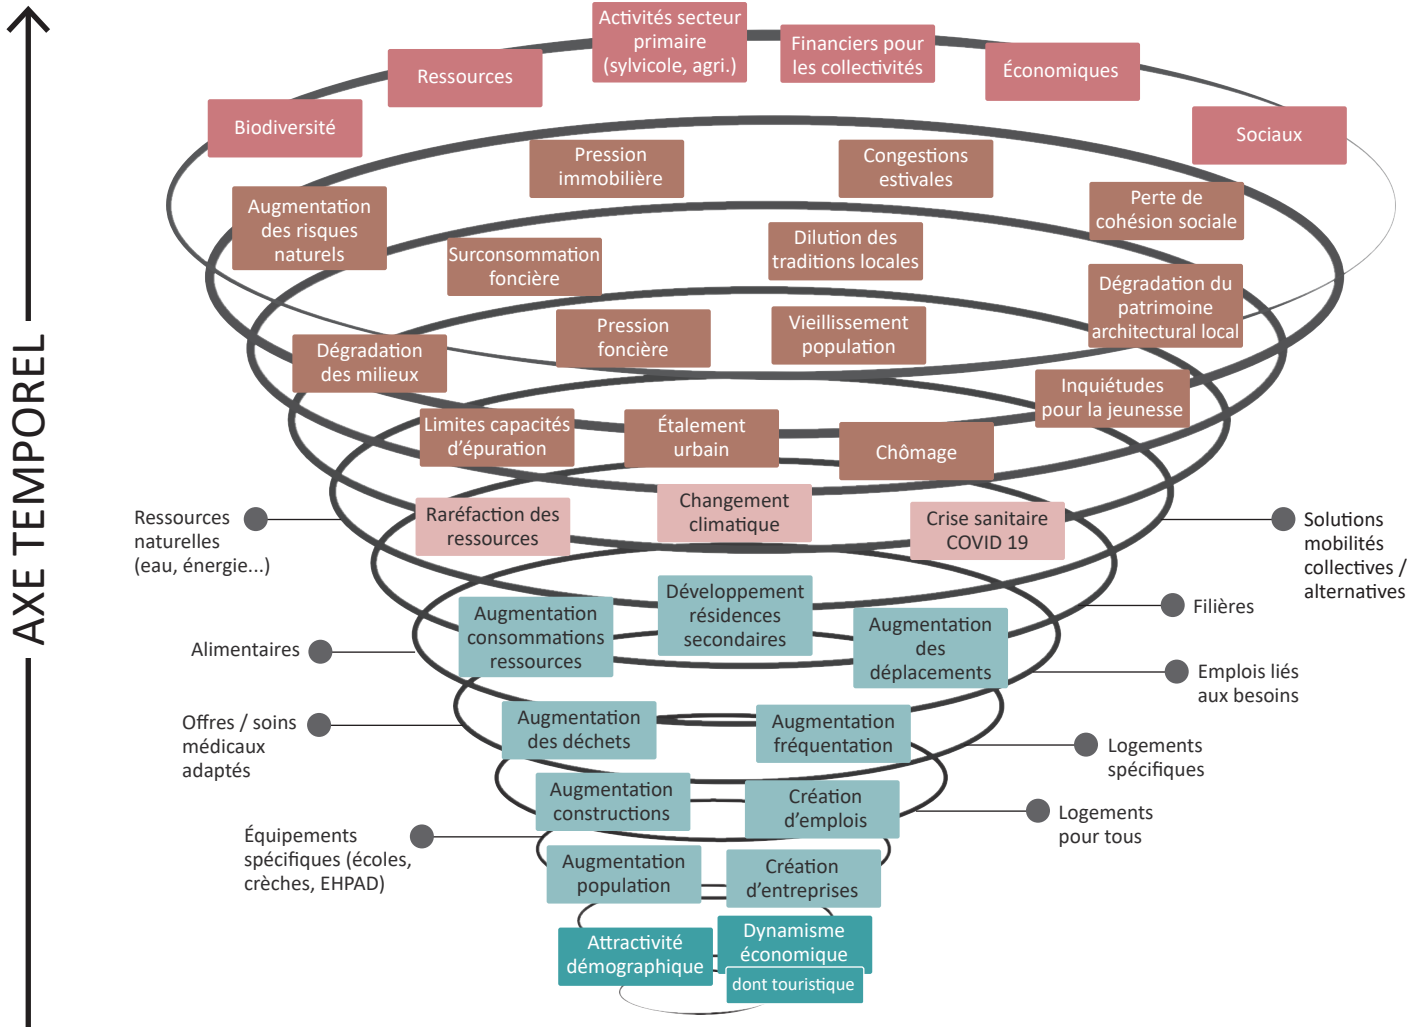 AXE TEMPOREL
Activités secteur
primaire
(sylvicole, agri.)
Financiers pour
les collectivités
Économiques
Ressources
Biodiversité
Sociaux
Pression
immobilière
Congestions
estivales
Perte de
cohésion sociale
Augmentation
des risques
naturels
Surconsommation
foncière
Dilution des
traditions locales
Dégradation du
patrimoine
architectural local
Pression
foncière
Vieillissement
population
Dégradation
des milieux
Inquiétudes
pour la jeunesse
Limites capacités
d'épuration
Étalement
urbain
Chômage
Raréfaction des
ressources
Changement
climatique
Crise sanitaire
COVID 19
Ressources
naturelles
(eau, énergie...)
Solutions
mobilités
collectives /
alternatives
Augmentation
consommations
ressources
Développement
résidences
secondaires
Augmentation
des
déplacements
Filières
Alimentaires
Emplois liés
aux besoins
Offres / soins
médicaux
adaptés
Augmentation
des déchets
Augmentation
fréquentation
Logements
spécifiques
Augmentation
constructions
Création
d'emplois
Logements
pour tous
Équipements
spécifiques (écoles,
crèches, EHPAD)
Augmentation
population
Création
d'entreprises
Attractivité
démographique
Dynamisme
économique
dont touristique